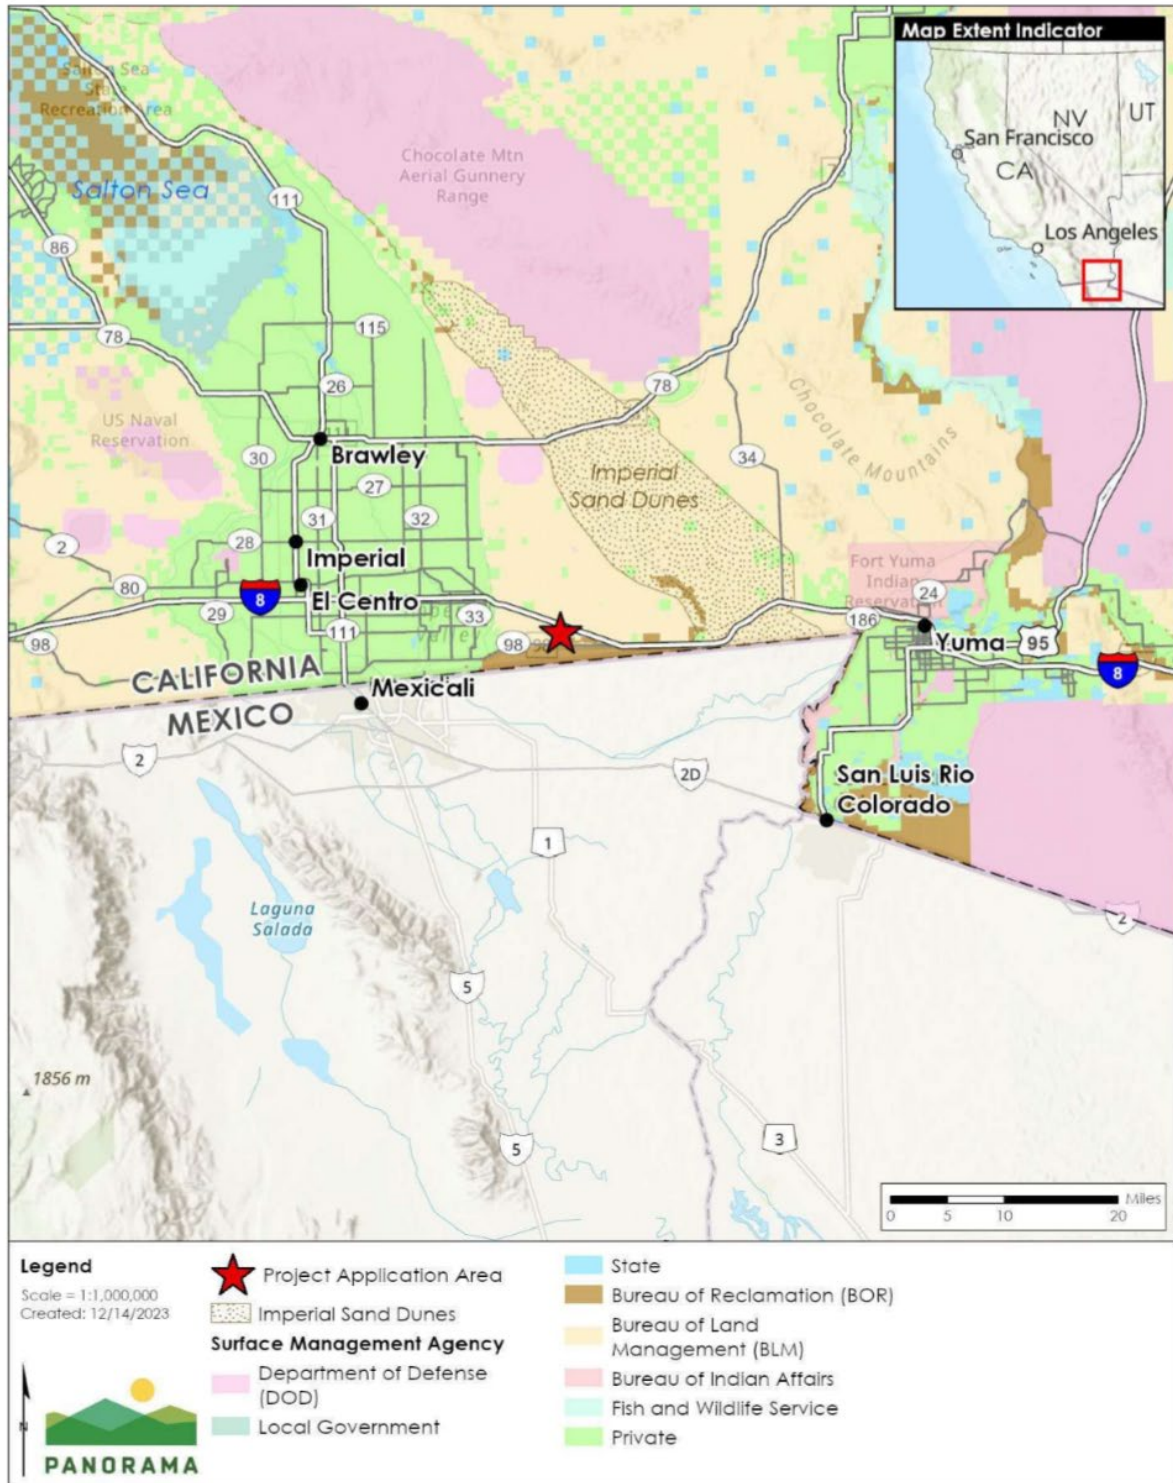 Map Extent Indicator
NV
UT
San Francisco
CA
Los Angeles
Salton Sea
State
Recreation Area
Salton Sea
Chocolate Mtn
Aerial Gunnery
Range
111
86
78
115
26
78
US Naval
Reservation
Chocolate Mountains
Brawley
30
27
Imperial
Sand Dunes
34
31
32
2
28
Imperial
Fort Yuma
Indian
Reservation
80
8
El Centro
24
29
33
186
98
111
98
Yuma
95
8
CALIFORNIA
MEXICO
Mexicali
2
2D
San Luis Rio
Colorado
1
Laguna
Salada
2
5
1856 m
5
3
Miles
0
5
10
20
Legend
Scale = 1:1,000,000
Created: 12/14/2023
N
PANORAMA
Project Application Area
Imperial Sand Dunes
Surface Management Agency
Department of Defense
(DOD)
Local Government
State
Bureau of Reclamation (BOR)
Bureau of Land
Management (BLM)
Bureau of Indian Affairs
Fish and Wildlife Service
Private